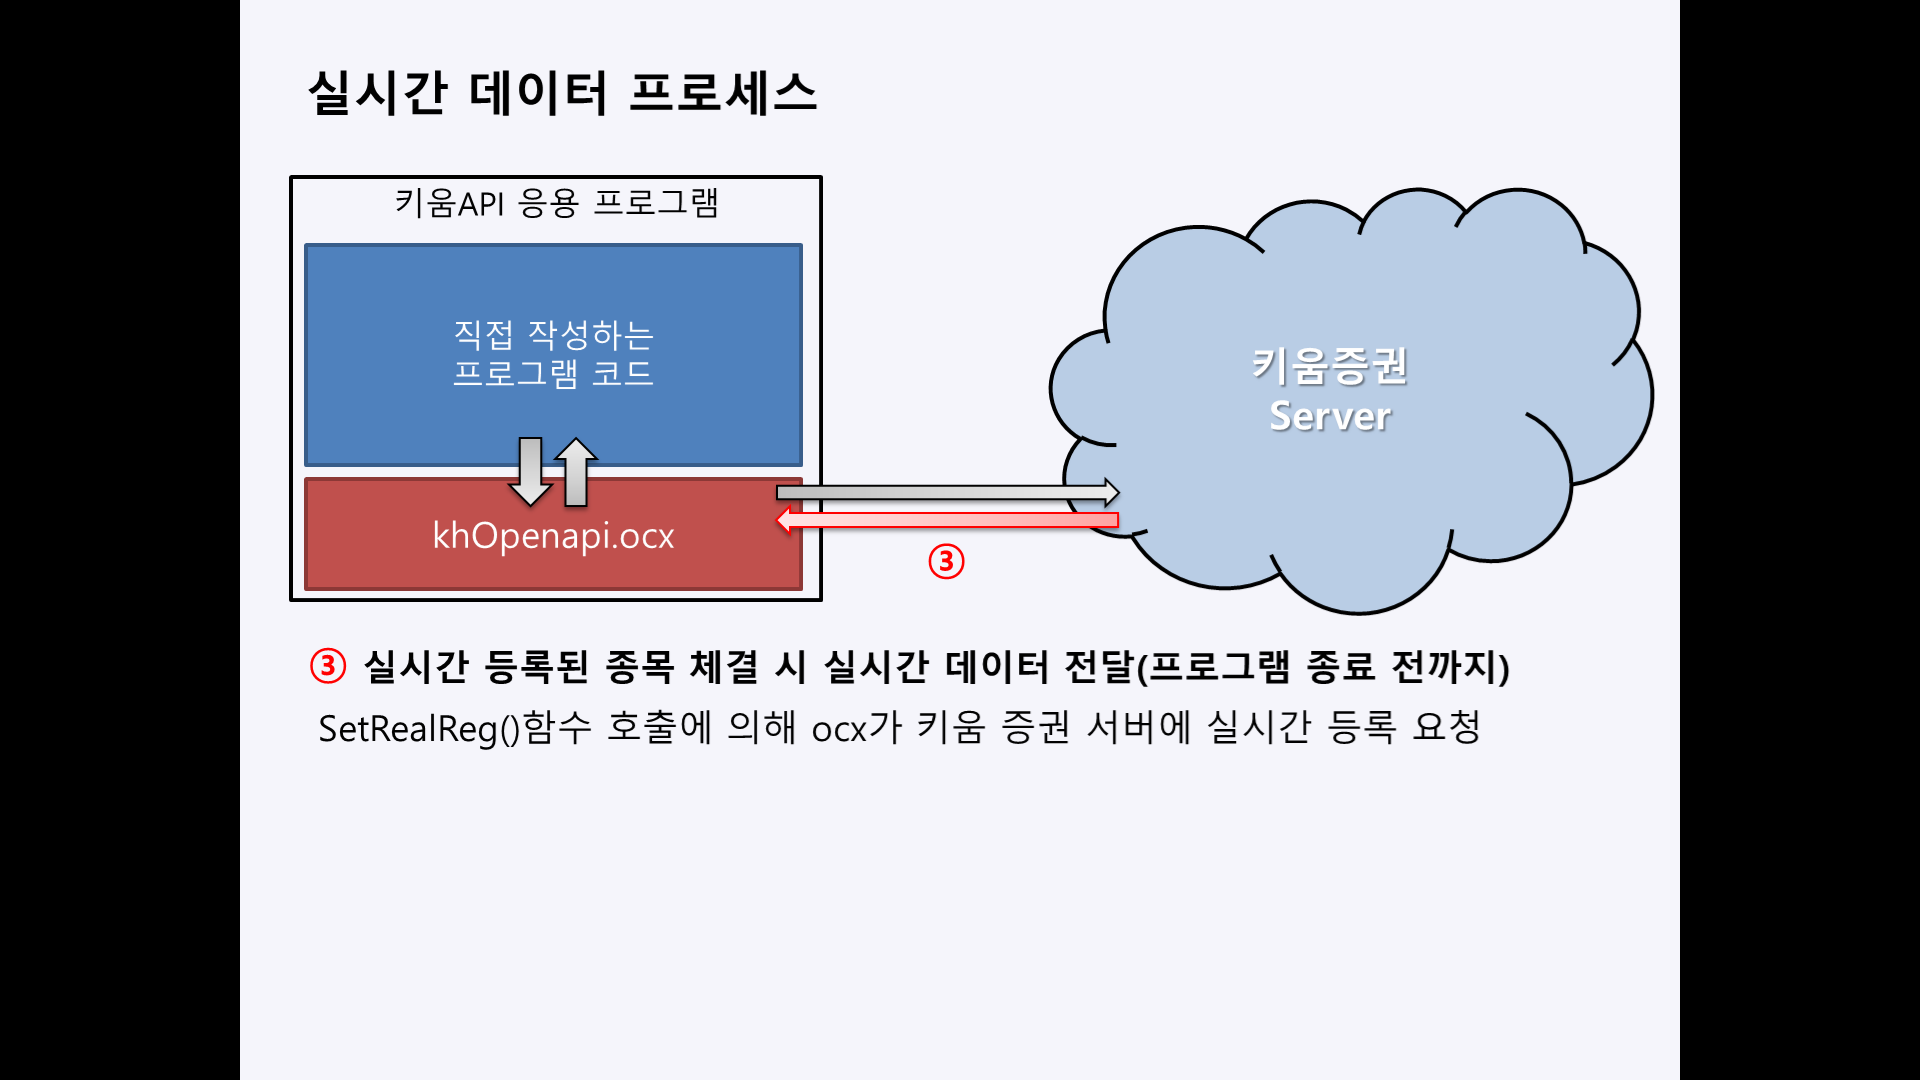 실시간 데이터 프로세스
키움API 응용 프로그램
직접 작성하는
프로그램 코드
khOpenapi.ocx
키움증권
Server
③
③ 실시간 등록된 종목 체결 시 실시간 데이터 전달(프로그램 종료 전까지)
SetRealReg()함수 호출에 의해 ocx가 키움 증권 서버에 실시간 등록 요청